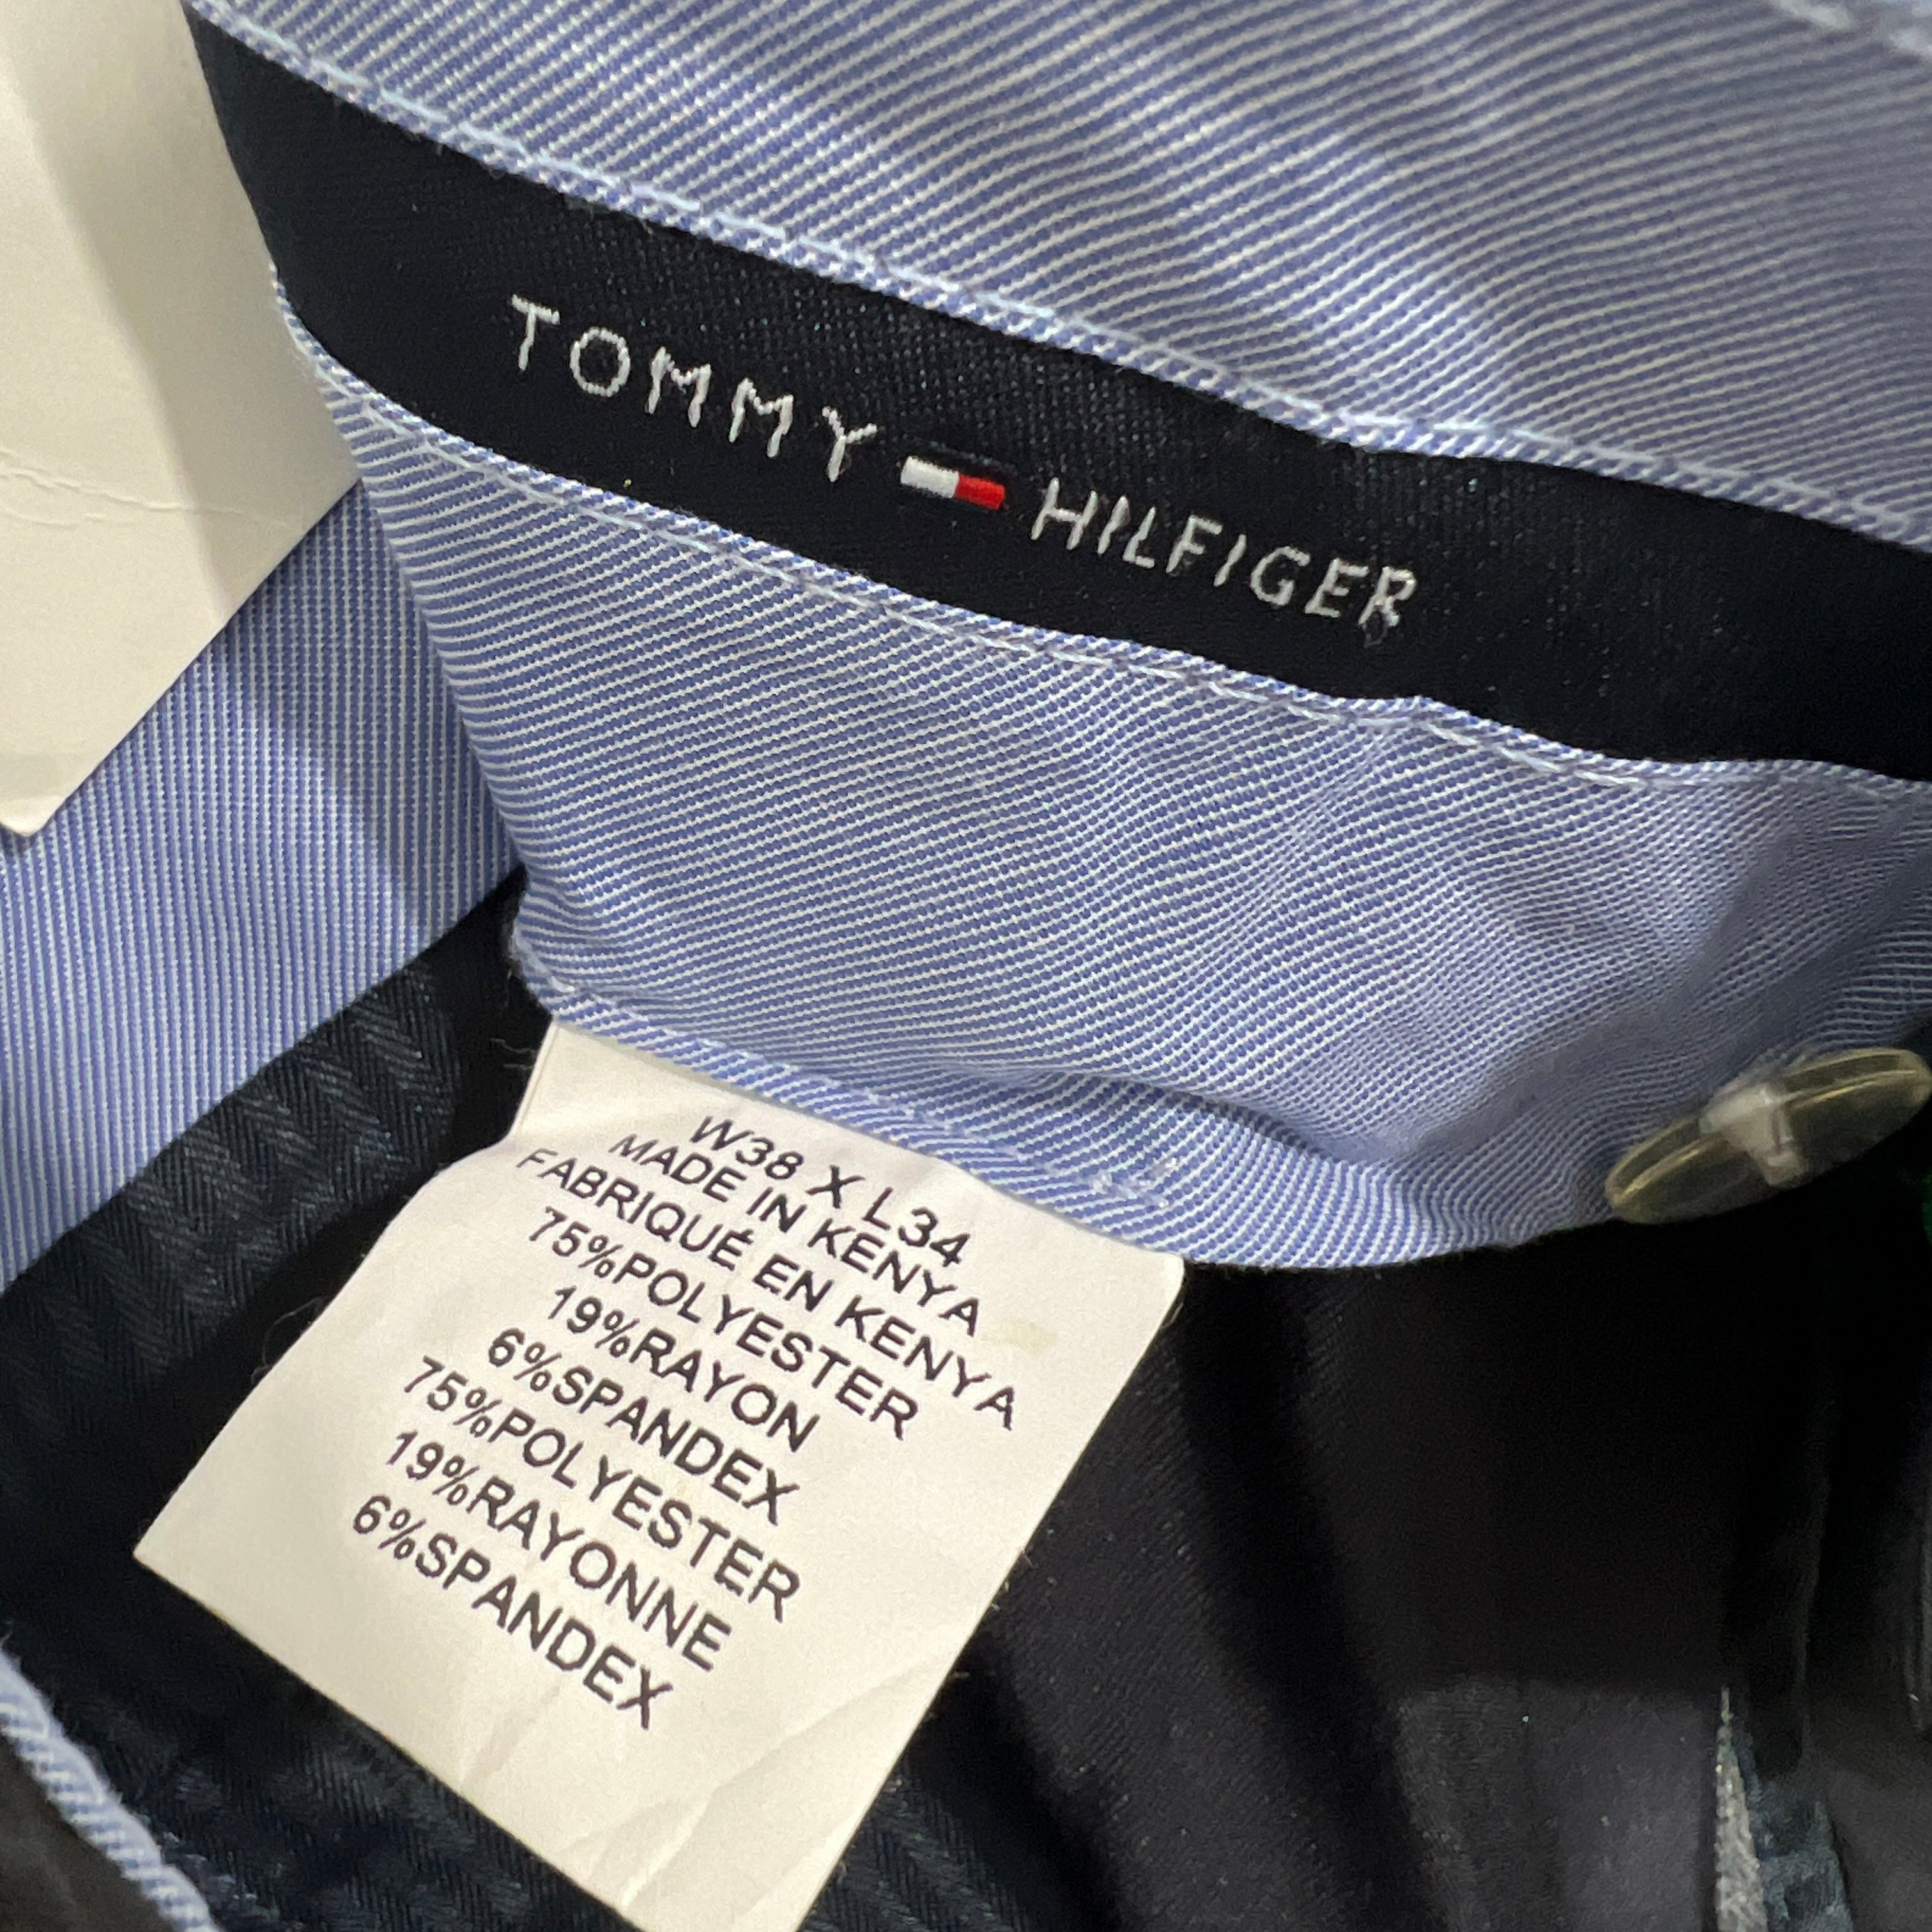 TOMMY HILFIGER
W38 X L34
MADE IN KENYA
FABRIQUÉ EN KENYA
75%POLYESTER
19%RAYON
6%SPANDEX
75%POLYESTER
19%RAYONNE
6%SPANDEX